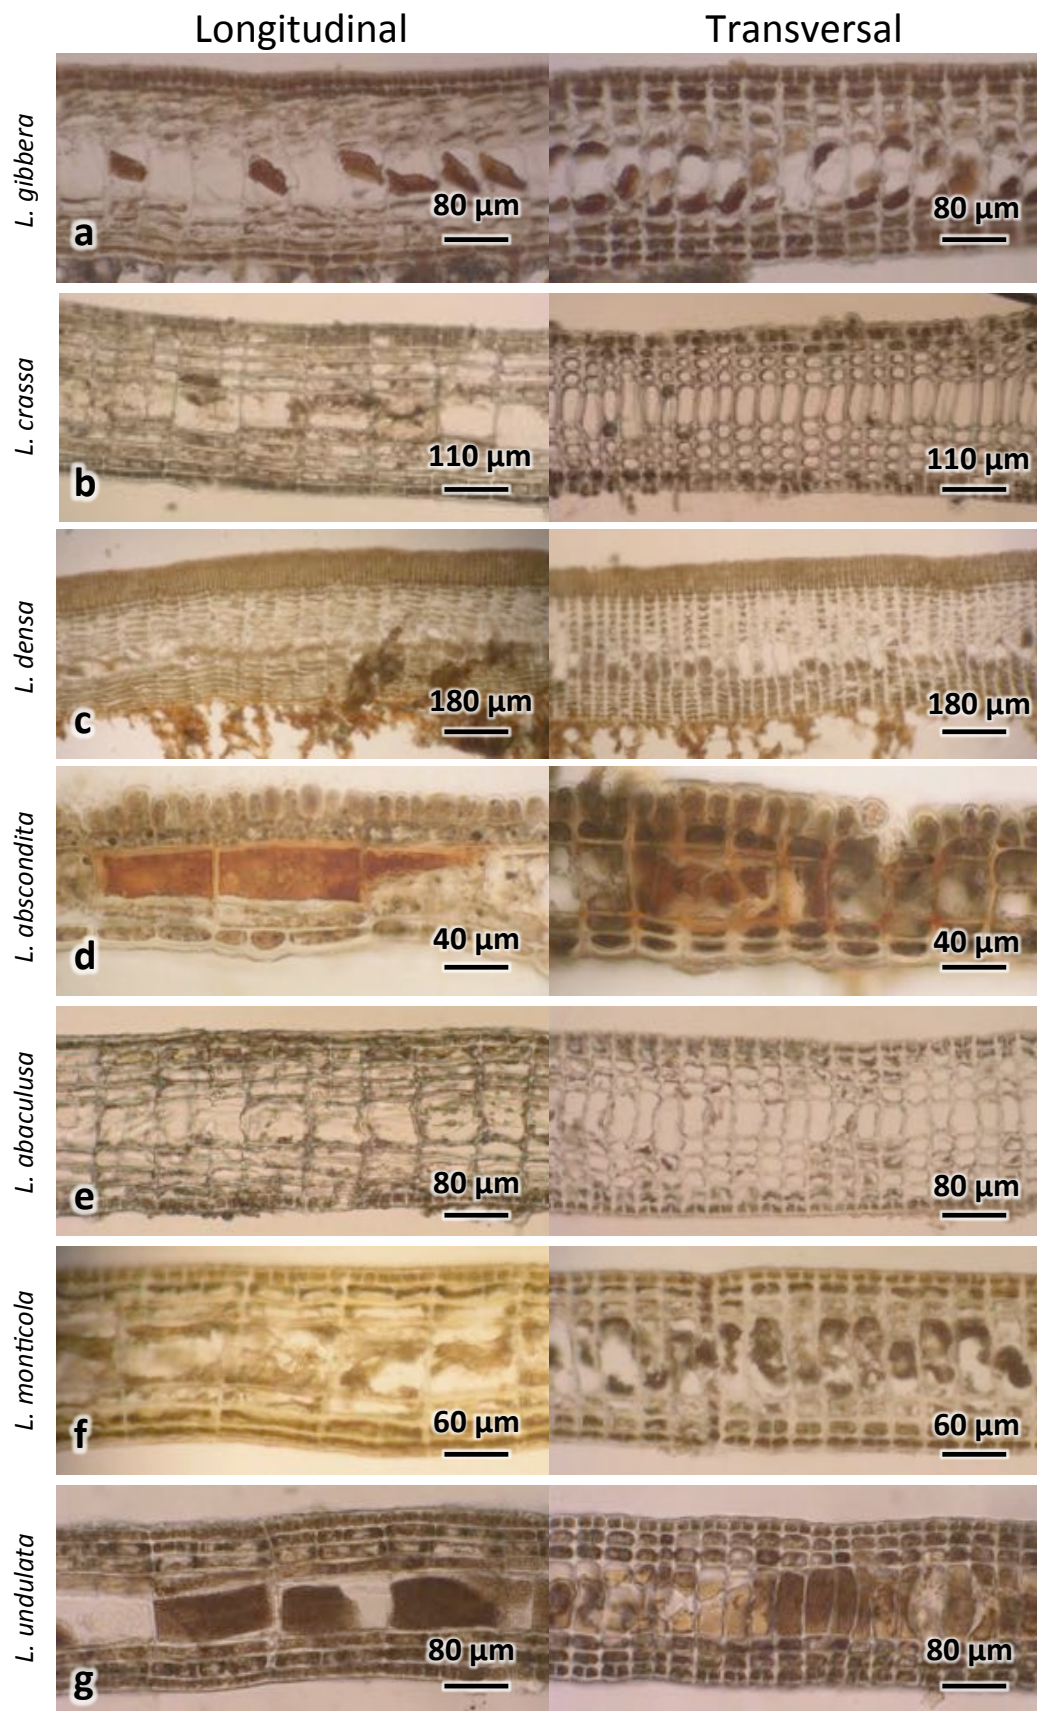 Longitudinal Transversal
L. gibbera
a 80 µm 80 µm
L. crassa
b 110 µm 110 µm
L. densa
c 180 µm 180 µm
L. abscondita
d 40 µm 40 µm
L. abaculusa
e 80 µm 80 µm
L. monticola
f 60 µm 60 µm
L. undulata
g 80 µm 80 µm